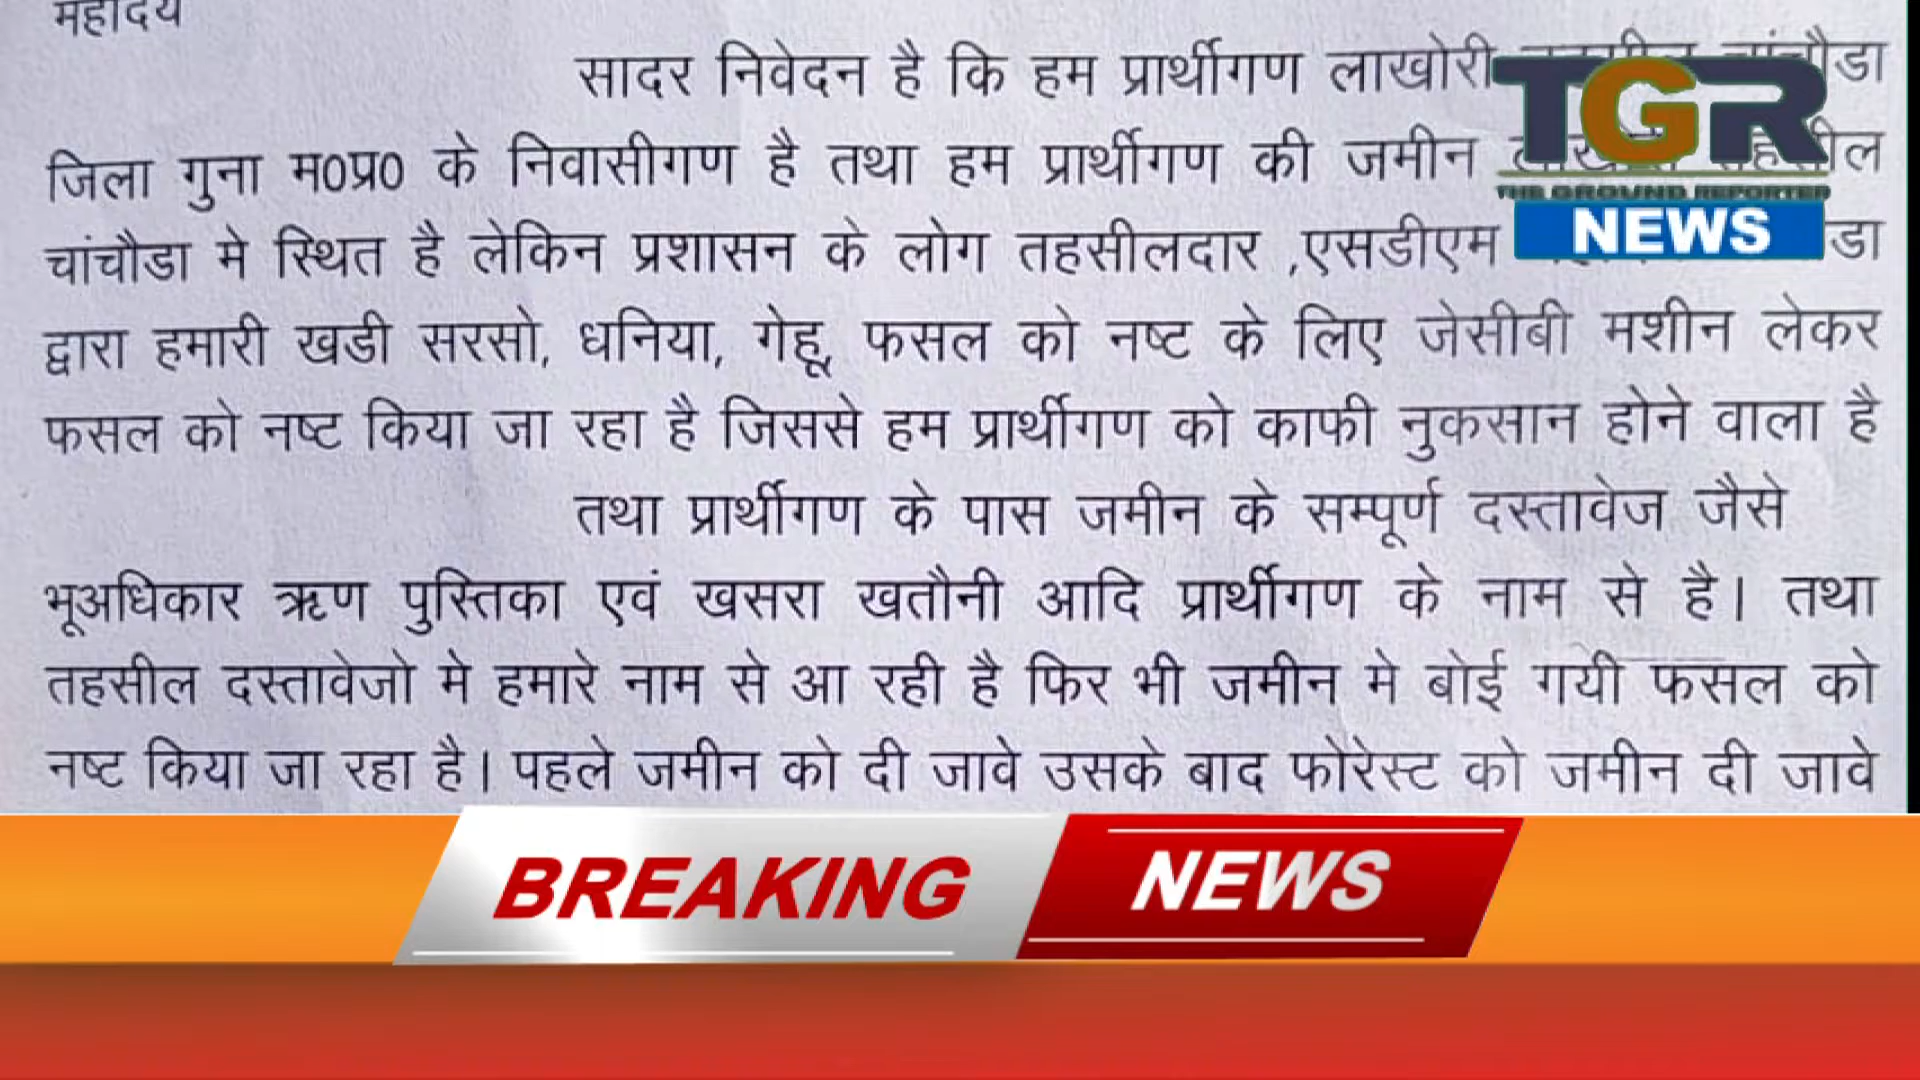 महोदय
सादर निवेदन है कि हम प्रार्थीगण लाखोरी चांचौडा
जिला गुना म0प्र0 के निवासीगण है तथा हम प्रार्थीगण की जमीन
चांचौडा मे स्थित है लेकिन प्रशासन के लोग तहसीलदार ,एसडीएम
द्वारा हमारी खडी सरसो, धनिया, गेहू, फसल को नष्ट के लिए जेसीबी मशीन लेकर
फसल को नष्ट किया जा रहा है जिससे हम प्रार्थीगण को काफी नुकसान होने वाला है
तथा प्रार्थीगण के पास जमीन के सम्पूर्ण दस्तावेज जैसे
भूअधिकार ऋण पुस्तिका एवं खसरा खतौनी आदि प्रार्थीगण के नाम से है। तथा
तहसील दस्तावेजो मे हमारे नाम से आ रही है फिर भी जमीन मे बोई गयी फसल को
नष्ट किया जा रहा है। पहले जमीन को दी जावे उसके बाद फोरेस्ट को जमीन दी जावे
TGR
THE GROUND REPORTER
NEWS
BREAKING NEWS